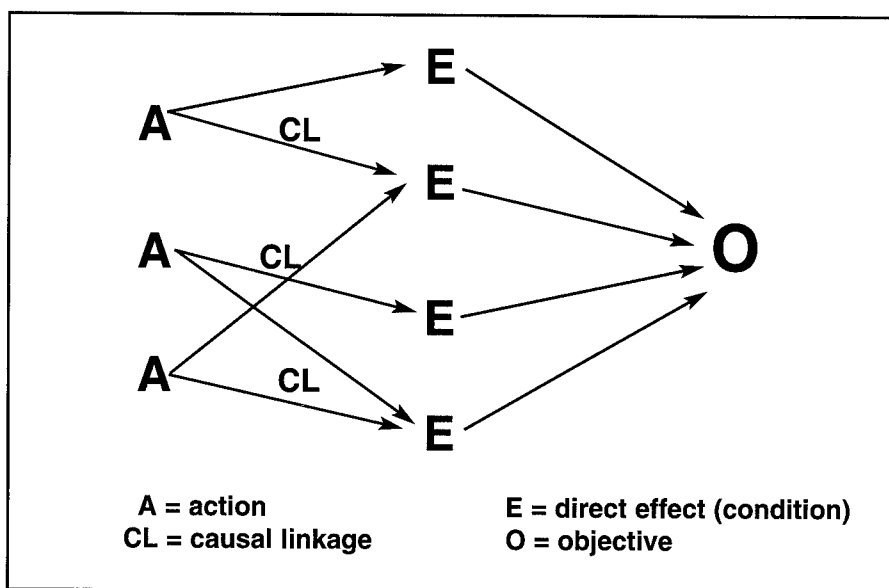 E
A
CL
E
A
CL
O
E
A
CL
E
A = action
E = direct effect (condition)
CL = causal linkage
O = objective